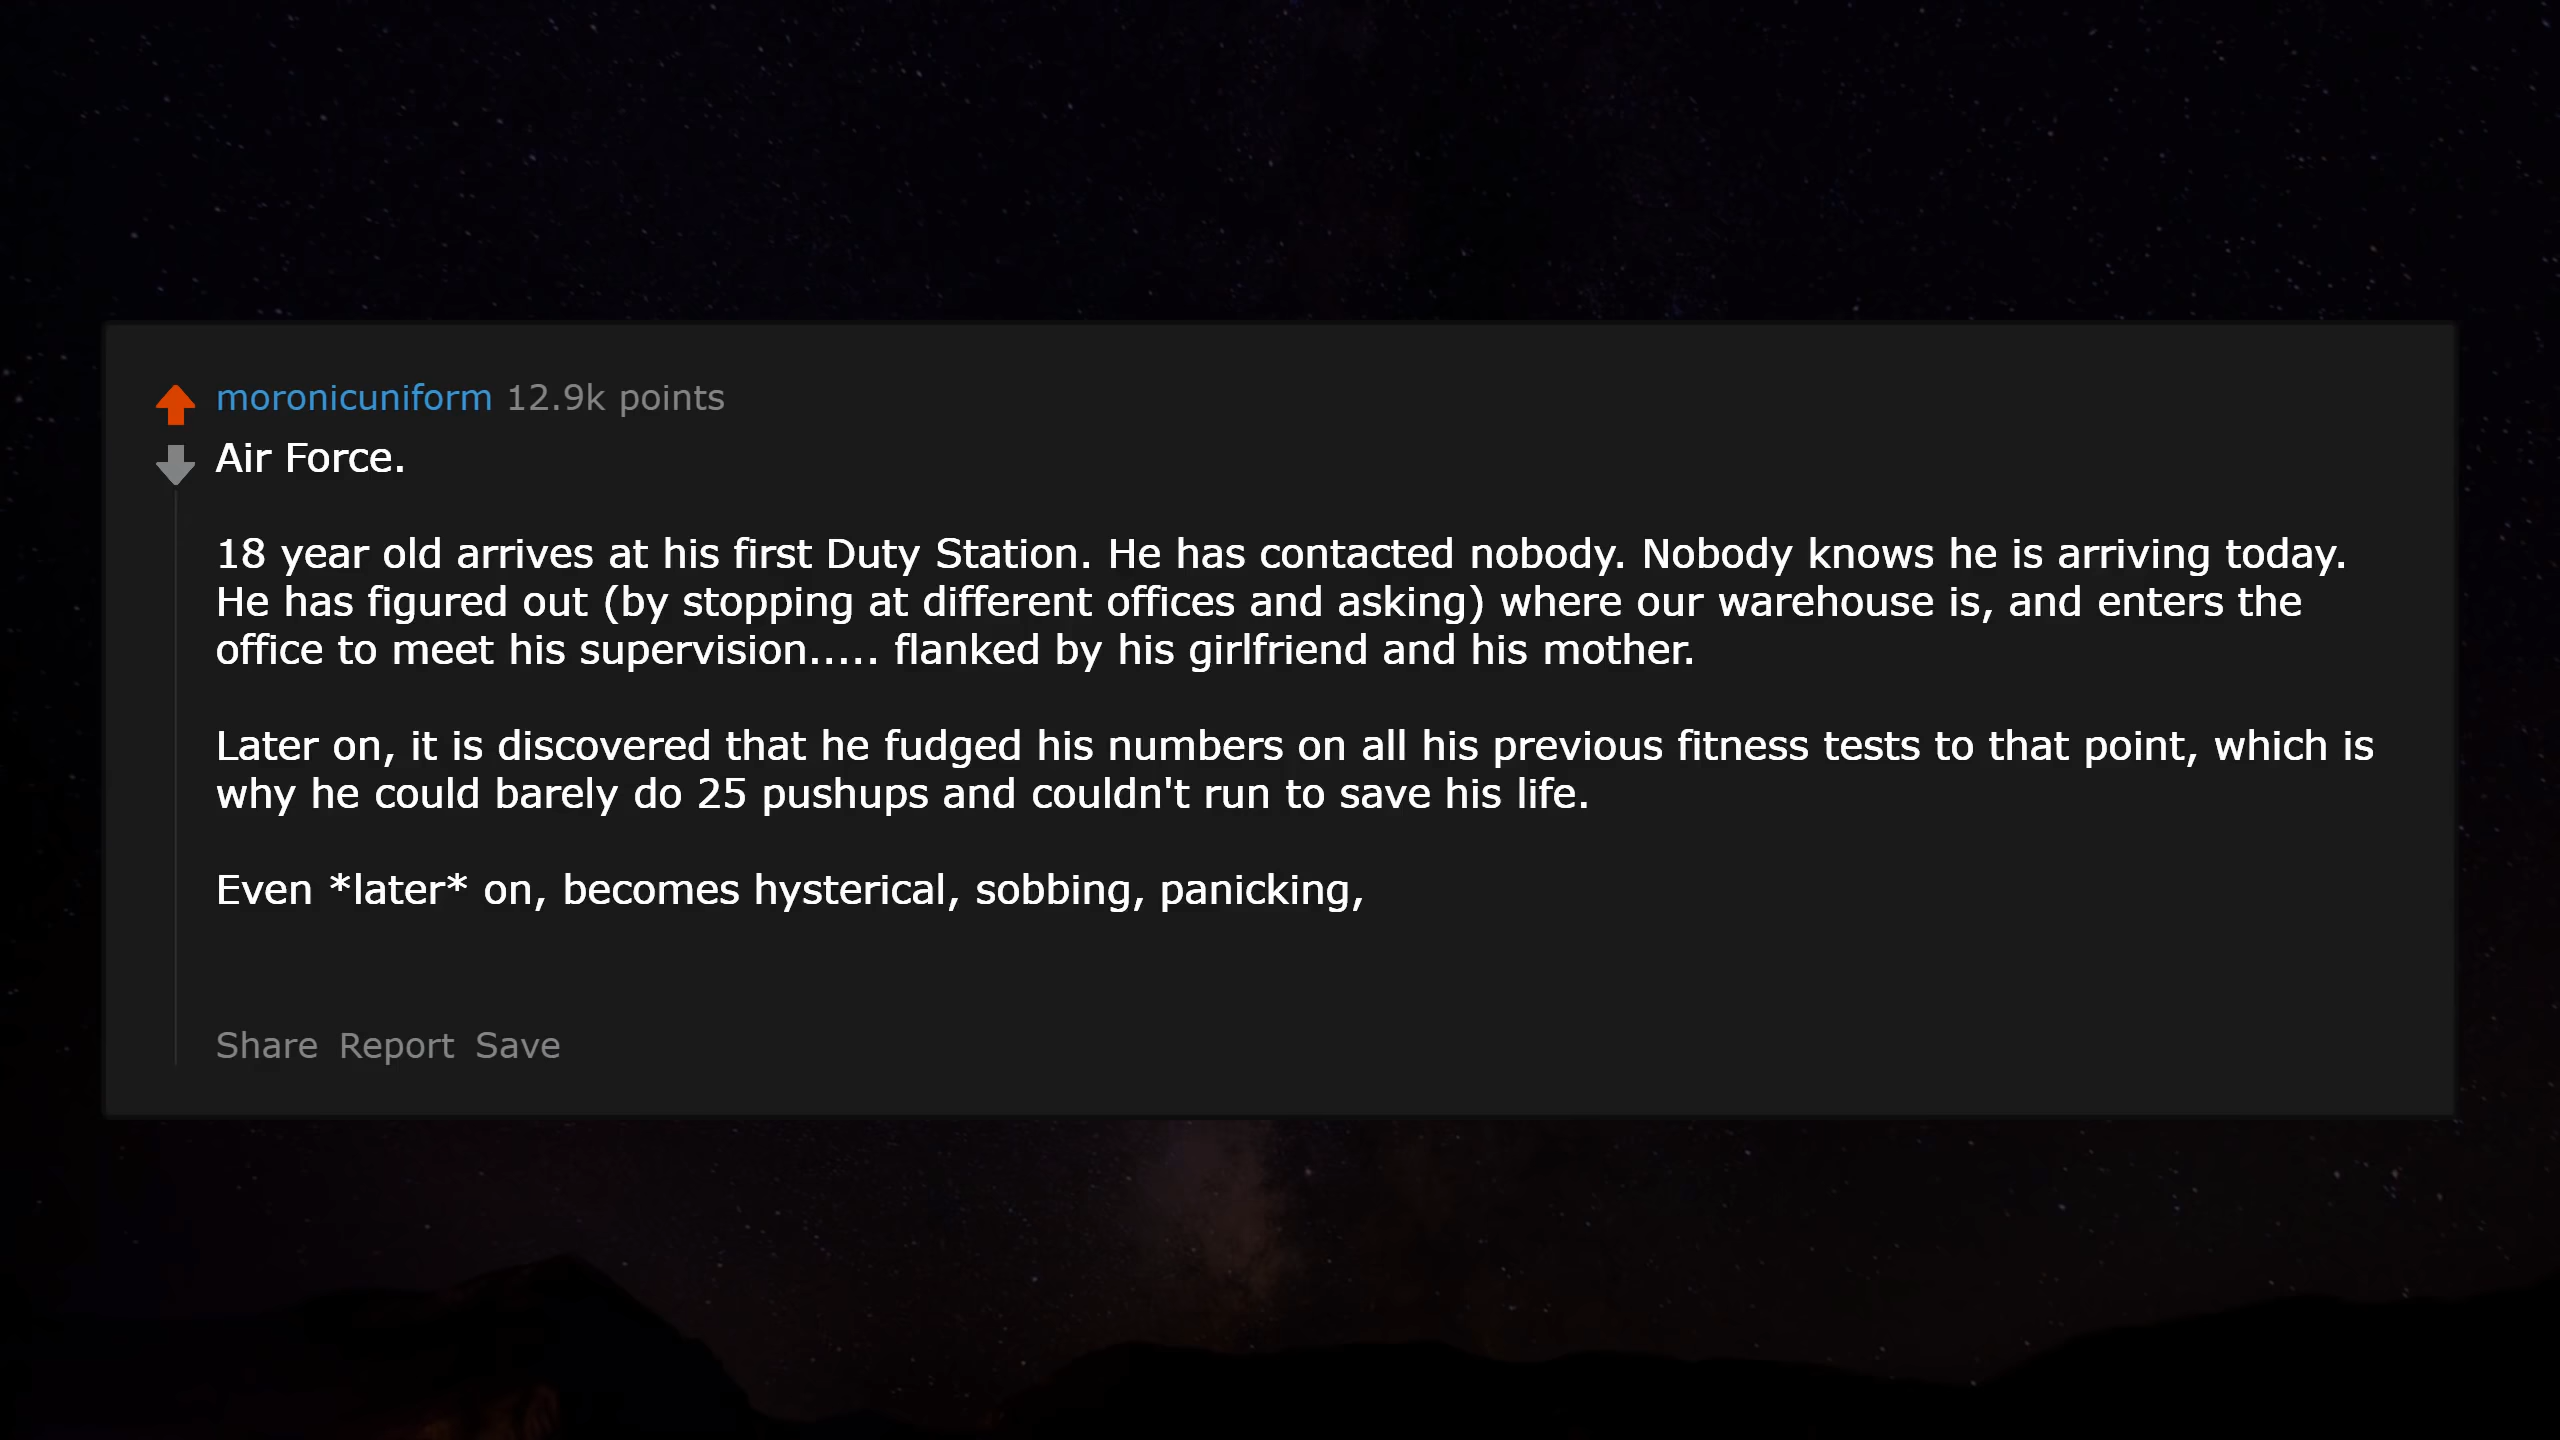 moronicuniform 12.9k points
Air Force.
18 year old arrives at his first Duty Station. He has contacted nobody. Nobody knows he is arriving today.
He has figured out (by stopping at different offices and asking) where our warehouse is, and enters the
office to meet his supervision..... flanked by his girlfriend and his mother.
Later on, it is discovered that he fudged his numbers on all his previous fitness tests to that point, which is
why he could barely do 25 pushups and couldn't run to save his life.
Even *later* on, becomes hysterical, sobbing, panicking,
Share Report Save